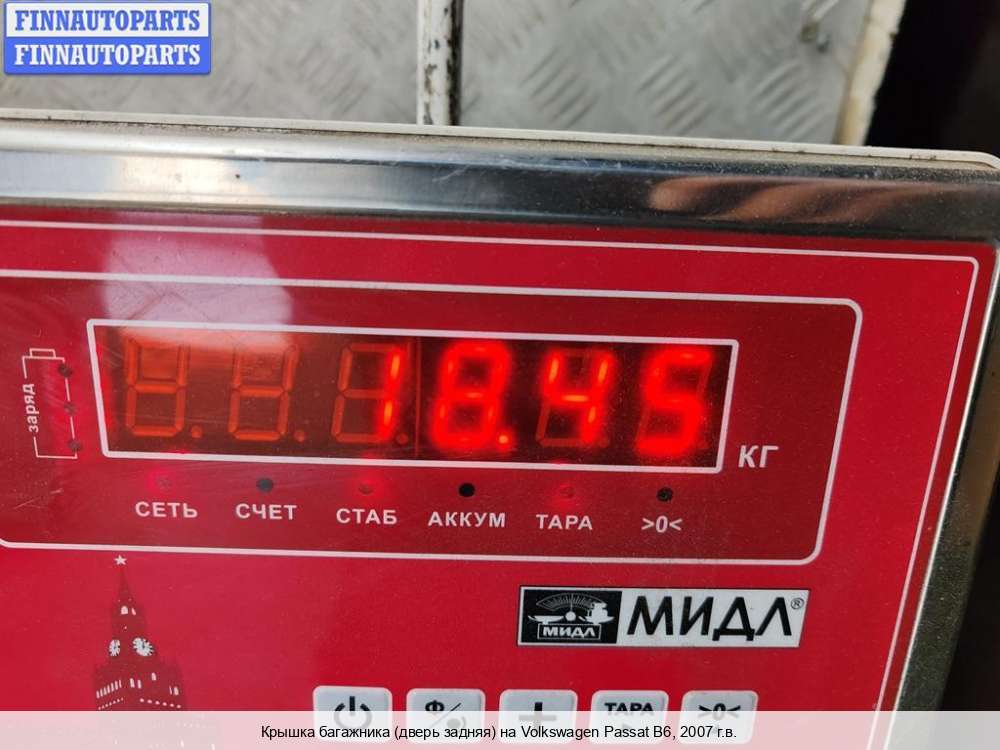 FINNAUTOPARTS
FINNAUTOPARTS
заряд
18.45
КГ
СЕТЬ СЧЕТ СТАБ АККУМ ТАРА >0<
МИДЛ МИДЛ®
Ф + ТАРА >0<
Крышка багажника (дверь задняя) на Volkswagen Passat B6, 2007 г.в.